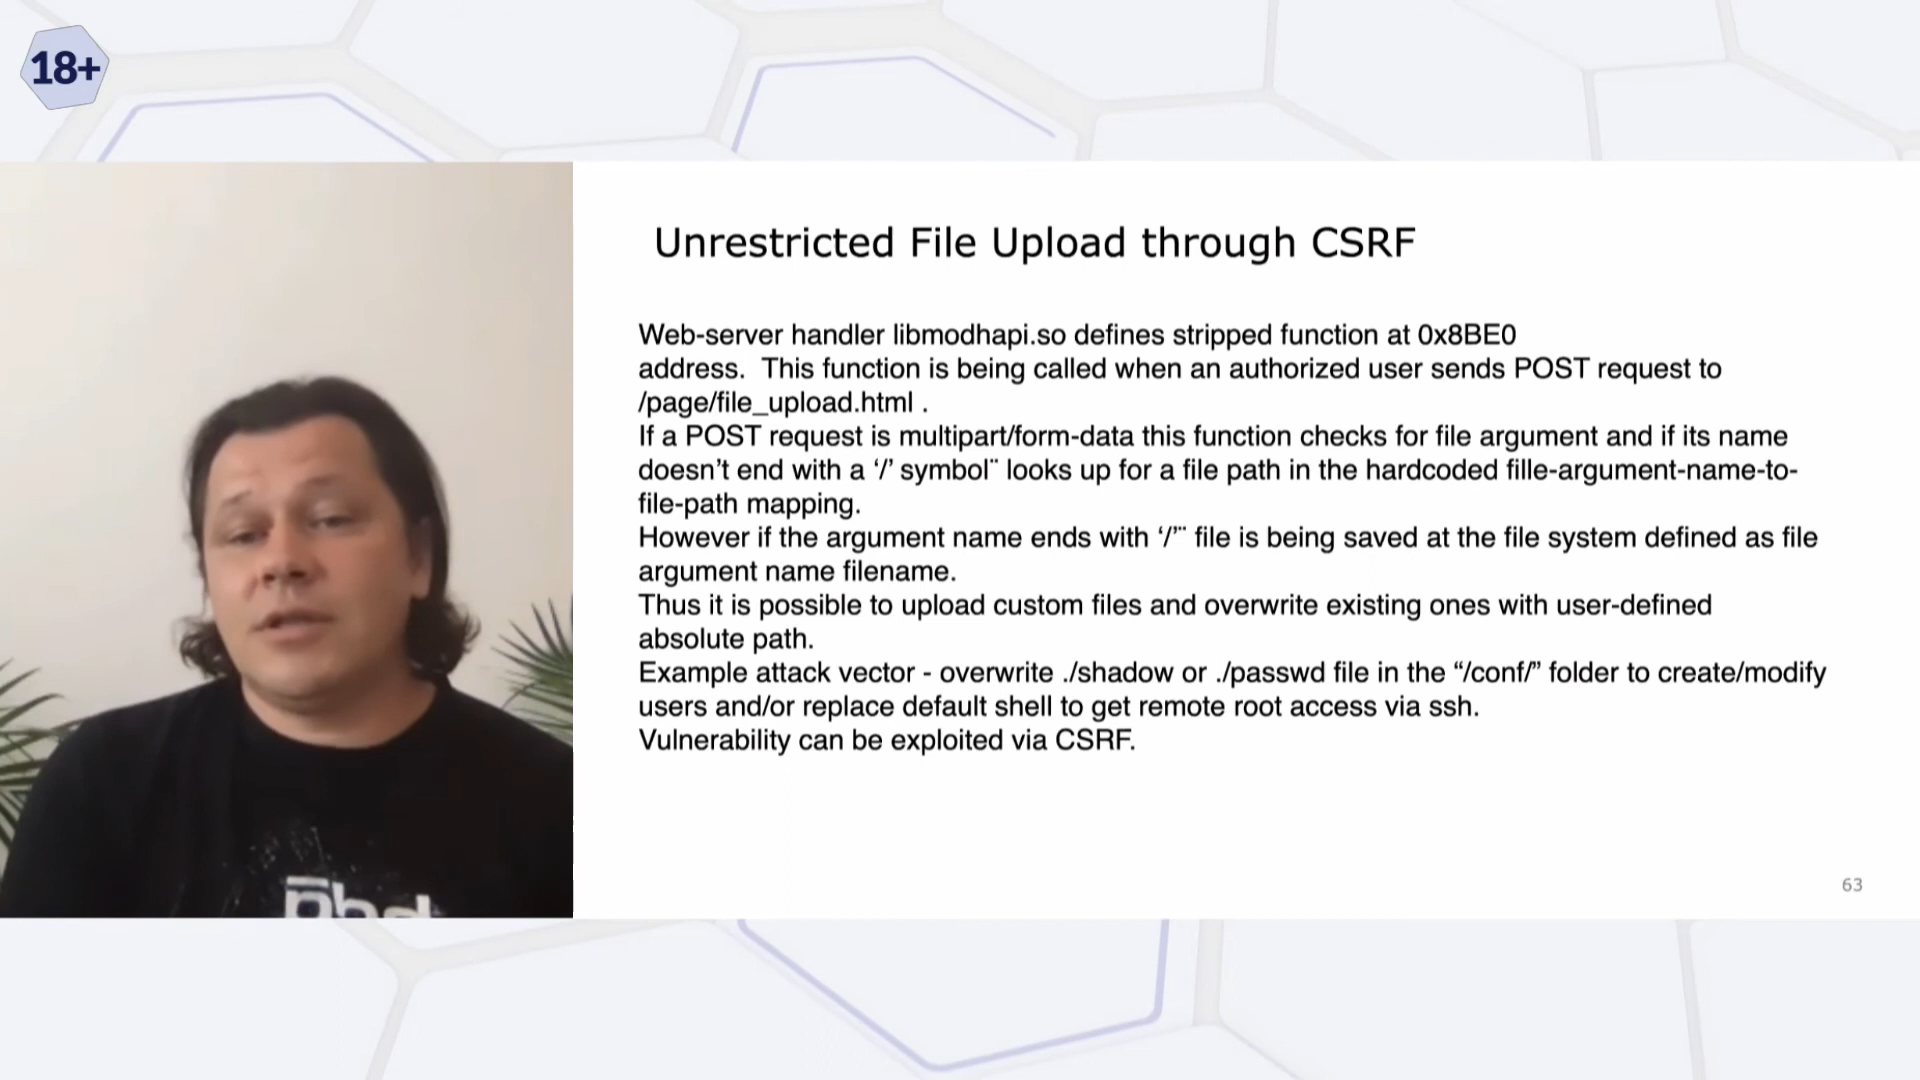 18+
Unrestricted File Upload through CSRF
Web-server handler libmodhapi.so defines stripped function at 0x8BE0
address.  This function is being called when an authorized user sends POST request to
/page/file_upload.html .
If a POST request is multipart/form-data this function checks for file argument and if its name
doesn’t end with a ‘/’ symbol¨ looks up for a file path in the hardcoded fille-argument-name-to-
file-path mapping.
However if the argument name ends with ‘/’¨ file is being saved at the file system defined as file
argument name filename.
Thus it is possible to upload custom files and overwrite existing ones with user-defined
absolute path.
Example attack vector - overwrite ./shadow or ./passwd file in the “/conf/” folder to create/modify
users and/or replace default shell to get remote root access via ssh.
Vulnerability can be exploited via CSRF.
63